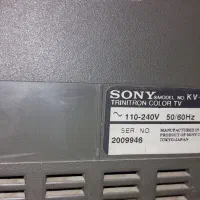 SONY MODEL NO. KV-
TRINITRON COLOR TV
~ 110-240V 50/60Hz
SER. NO.
2009946
MANUFACTURED IN
PRODUCT OF SONY
TOKYO JAPAN